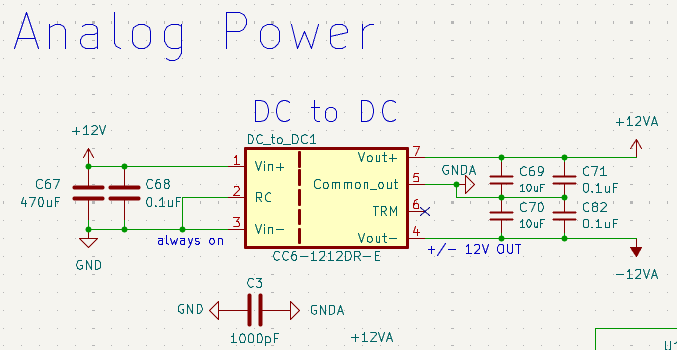 Analog Power
DC to DC
+12V
DC_to_DC1
+12VA
1 Vin+
Vout+ 7
C67
470uF
C68
0.1uF
2 RC
Common_out 5
GNDA
C69
10uF
C71
0.1uF
TRM 6
3 Vin-
Vout- 4
C70
10uF
C82
0.1uF
always on
CC6-1212DR-E
+/- 12V OUT
GND
-12VA
C3
GND
GNDA
1000pF
+12VA